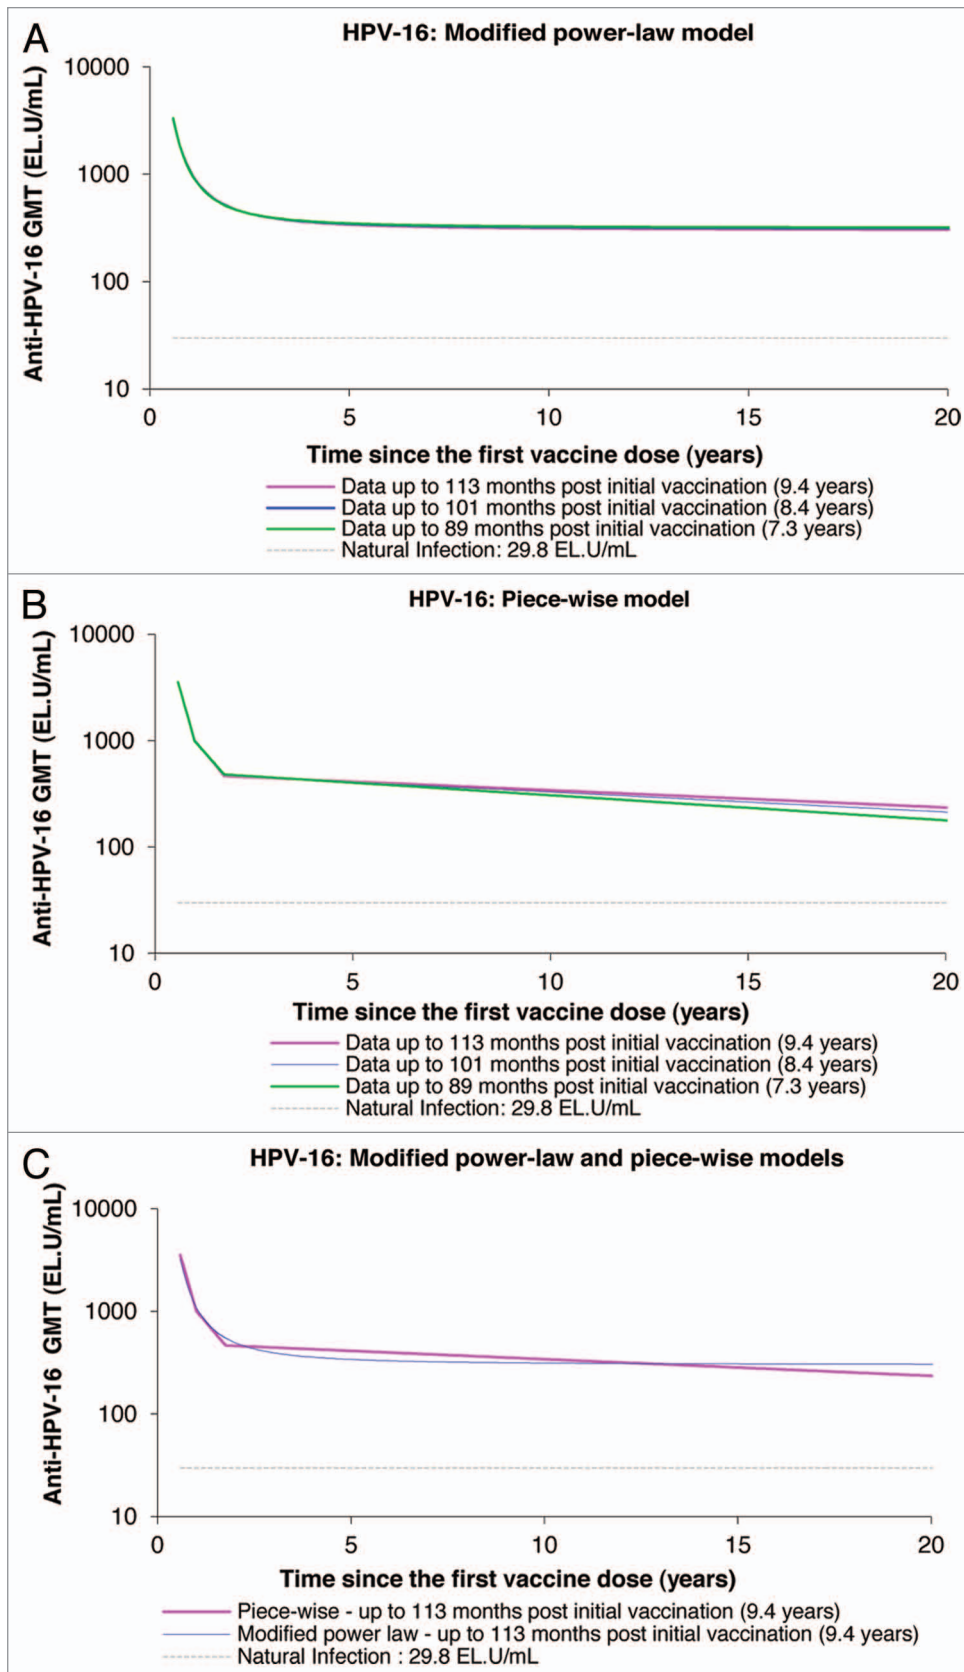 A
HPV-16: Modified power-law model
Anti-HPV-16 GMT (EL.U/mL)
10000
1000
100
10
0 5 10 15 20
Time since the first vaccine dose (years)
Data up to 113 months post initial vaccination (9.4 years)
Data up to 101 months post initial vaccination (8.4 years)
Data up to 89 months post initial vaccination (7.3 years)
Natural Infection: 29.8 EL.U/mL
B
HPV-16: Piece-wise model
Anti-HPV-16 GMT (EL.U/mL)
10000
1000
100
10
0 5 10 15 20
Time since the first vaccine dose (years)
Data up to 113 months post initial vaccination (9.4 years)
Data up to 101 months post initial vaccination (8.4 years)
Data up to 89 months post initial vaccination (7.3 years)
Natural Infection: 29.8 EL.U/mL
C
HPV-16: Modified power-law and piece-wise models
Anti-HPV-16 GMT (EL.U/mL)
10000
1000
100
10
0 5 10 15 20
Time since the first vaccine dose (years)
Piece-wise - up to 113 months post initial vaccination (9.4 years)
Modified power law - up to 113 months post initial vaccination (9.4 years)
Natural Infection : 29.8 EL.U/mL